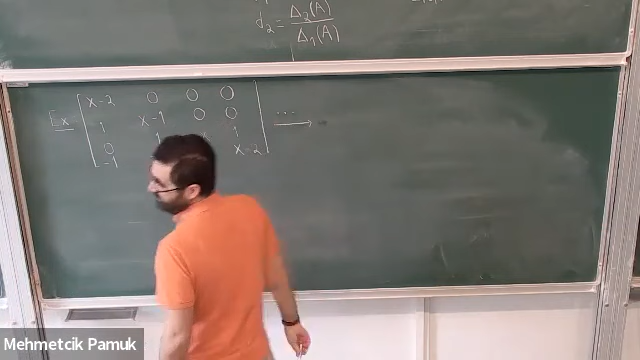 d₂ = Δ₂(A) / Δ₁(A)
Ex
x-2 0 0 0
1 x-1 0 0
0 1 1
-1 x-2
... →
Mehmetcik Pamuk